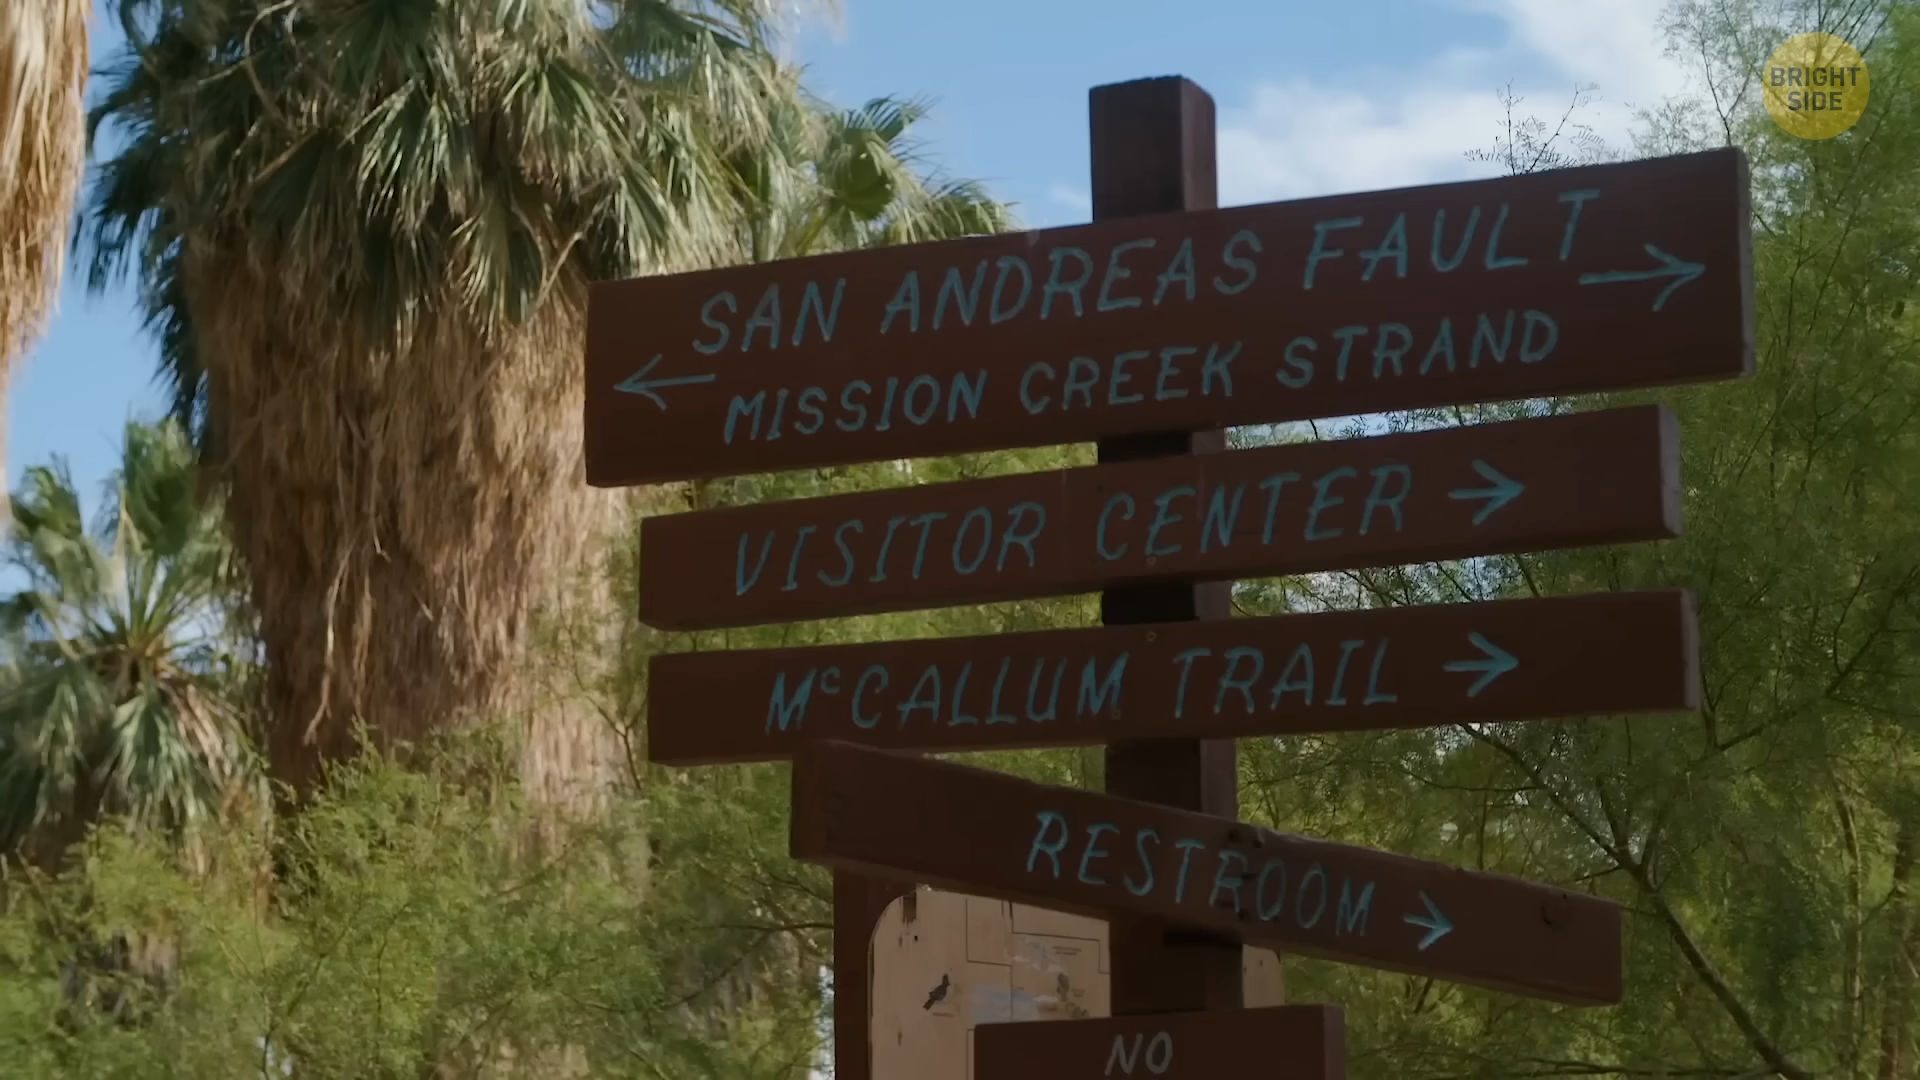 BRIGHT
SIDE
SAN ANDREAS FAULT →
← MISSION CREEK STRAND
VISITOR CENTER →
McCALLUM TRAIL →
RESTROOM →
NO